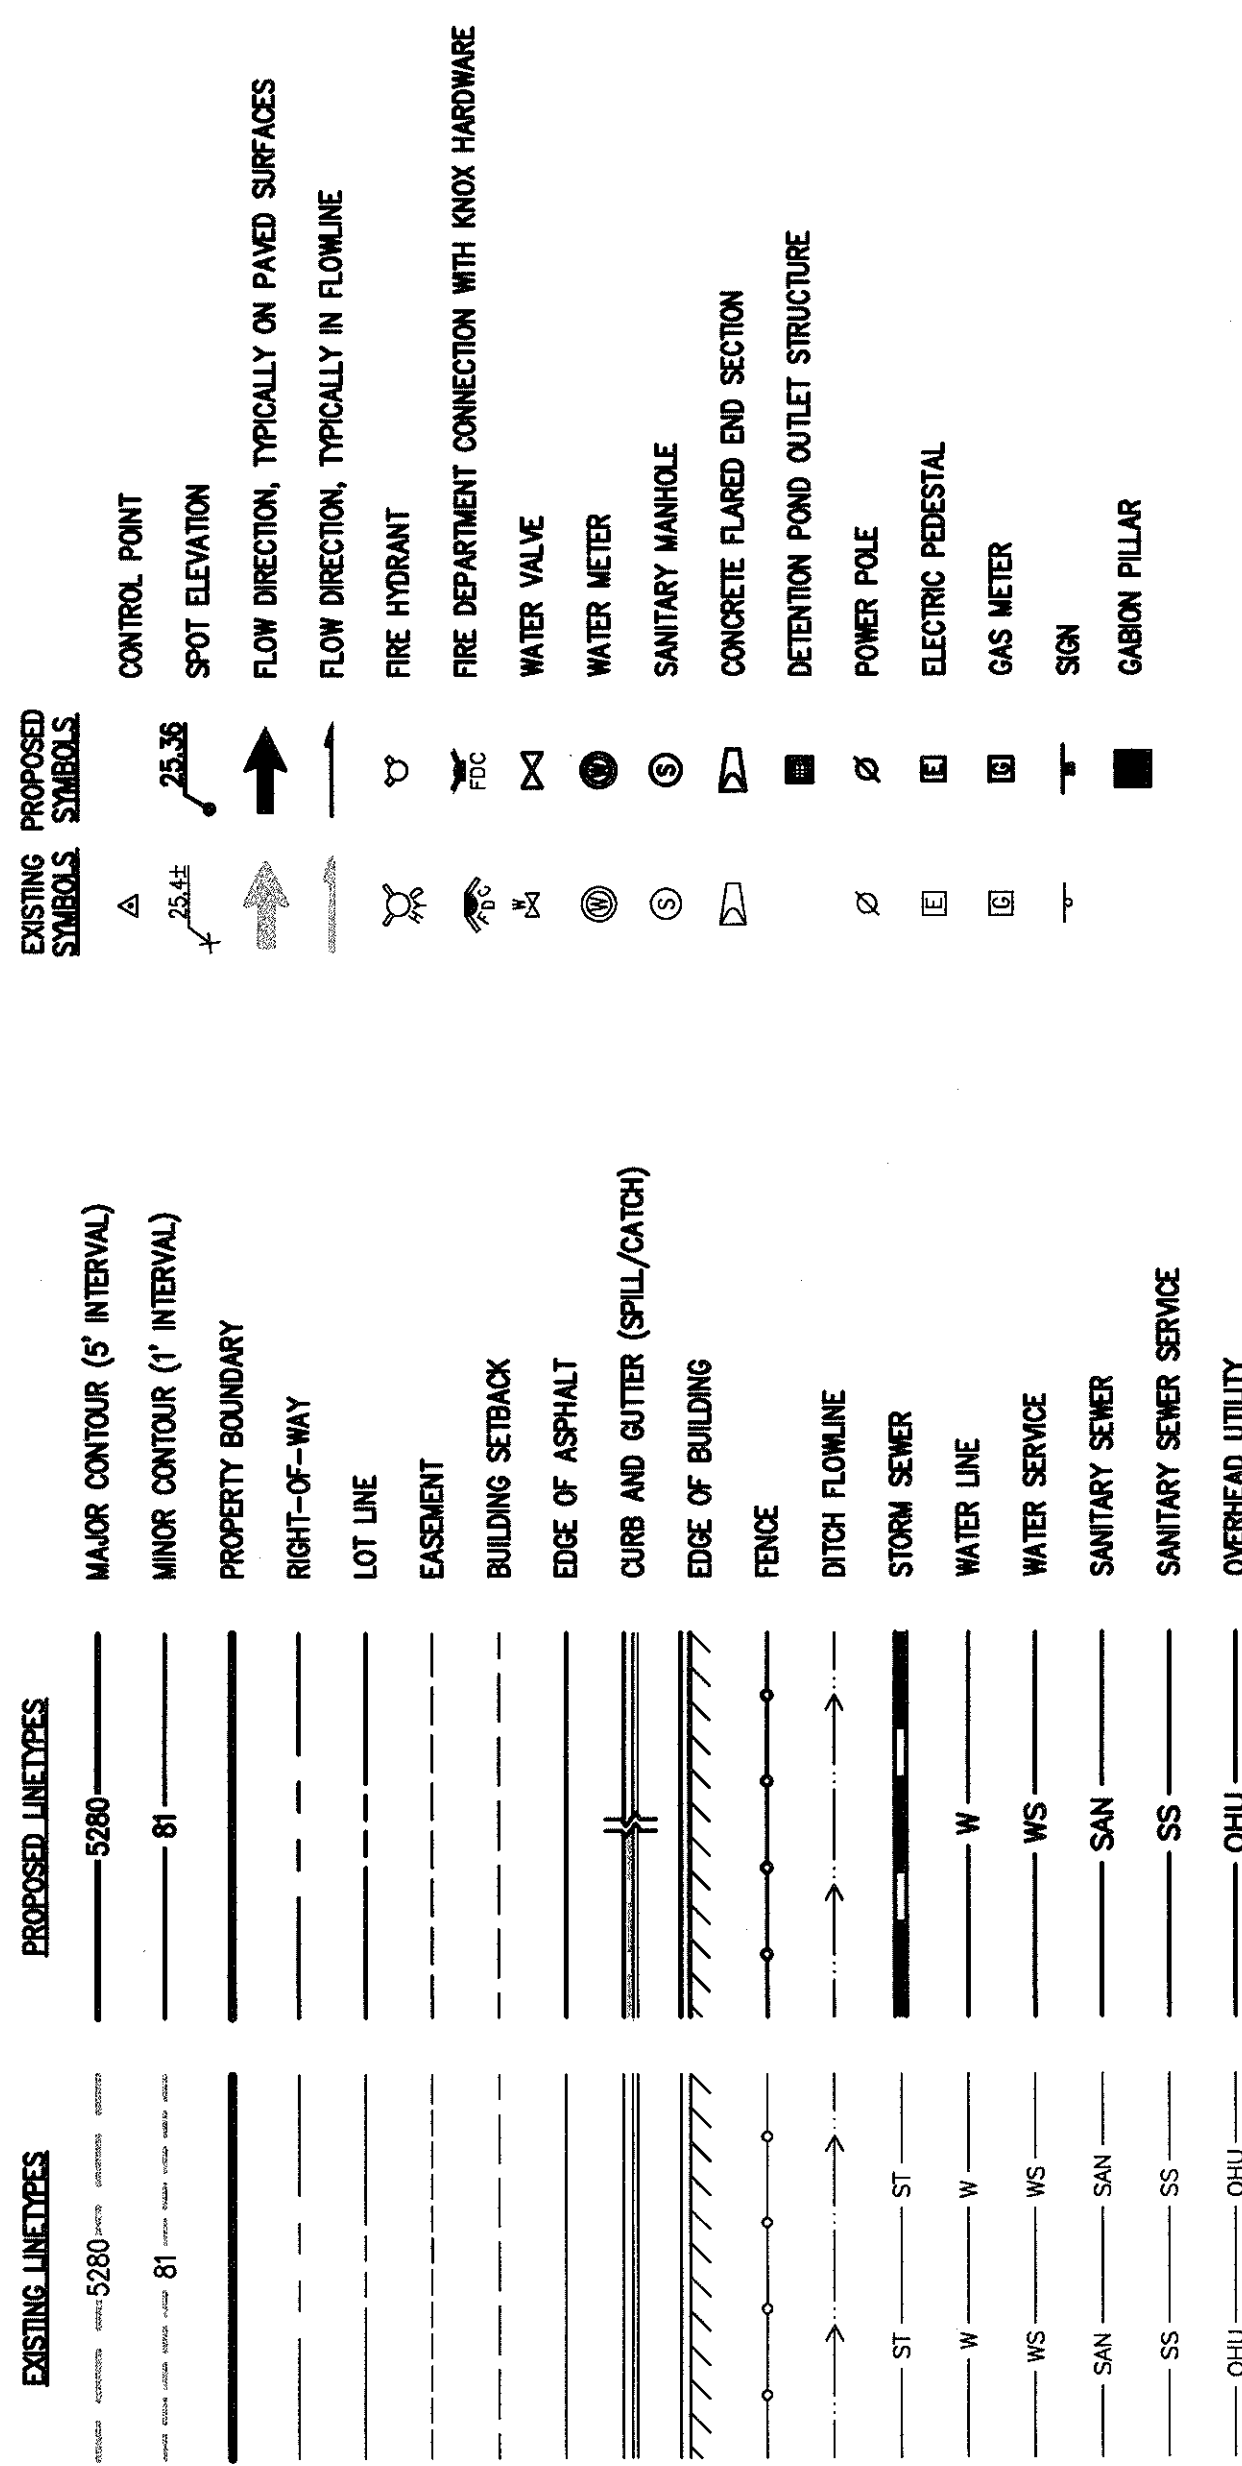 EXISTING LINETYPES PROPOSED LINETYPES
5280 5280 MAJOR CONTOUR (5' INTERVAL)
81 81 MINOR CONTOUR (1' INTERVAL)
PROPERTY BOUNDARY
RIGHT-OF-WAY
LOT LINE
EASEMENT
BUILDING SETBACK
EDGE OF ASPHALT
CURB AND GUTTER (SPILL/CATCH)
EDGE OF BUILDING
FENCE
DITCH FLOWLINE
ST ST STORM SEWER
W W W WATER LINE
WS WS WS WATER SERVICE
SAN SAN SAN SANITARY SEWER
SS SS SS SANITARY SEWER SERVICE
OHU OHU OHU OVERHEAD UTILITY
EXISTING PROPOSED
SYMBOLS SYMBOLS
CONTROL POINT
25.4± 25.36 SPOT ELEVATION
FLOW DIRECTION, TYPICALLY ON PAVED SURFACES
FLOW DIRECTION, TYPICALLY IN FLOWLINE
HYD FIRE HYDRANT
FDC FDC FIRE DEPARTMENT CONNECTION WITH KNOX HARDWARE
W WATER VALVE
W W WATER METER
S S SANITARY MANHOLE
CONCRETE FLARED END SECTION
DETENTION POND OUTLET STRUCTURE
POWER POLE
E E ELECTRIC PEDESTAL
G G GAS METER
SIGN
GABION PILLAR